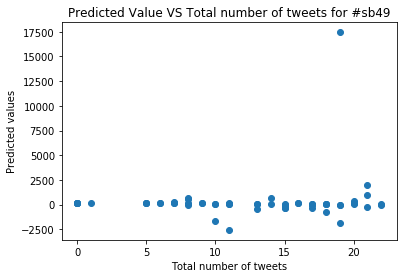 Predicted Value VS Total number of tweets for #sb49
17500
15000
12500
10000
7500
5000
2500
0
−2500
Predicted values
0 5 10 15 20
Total number of tweets